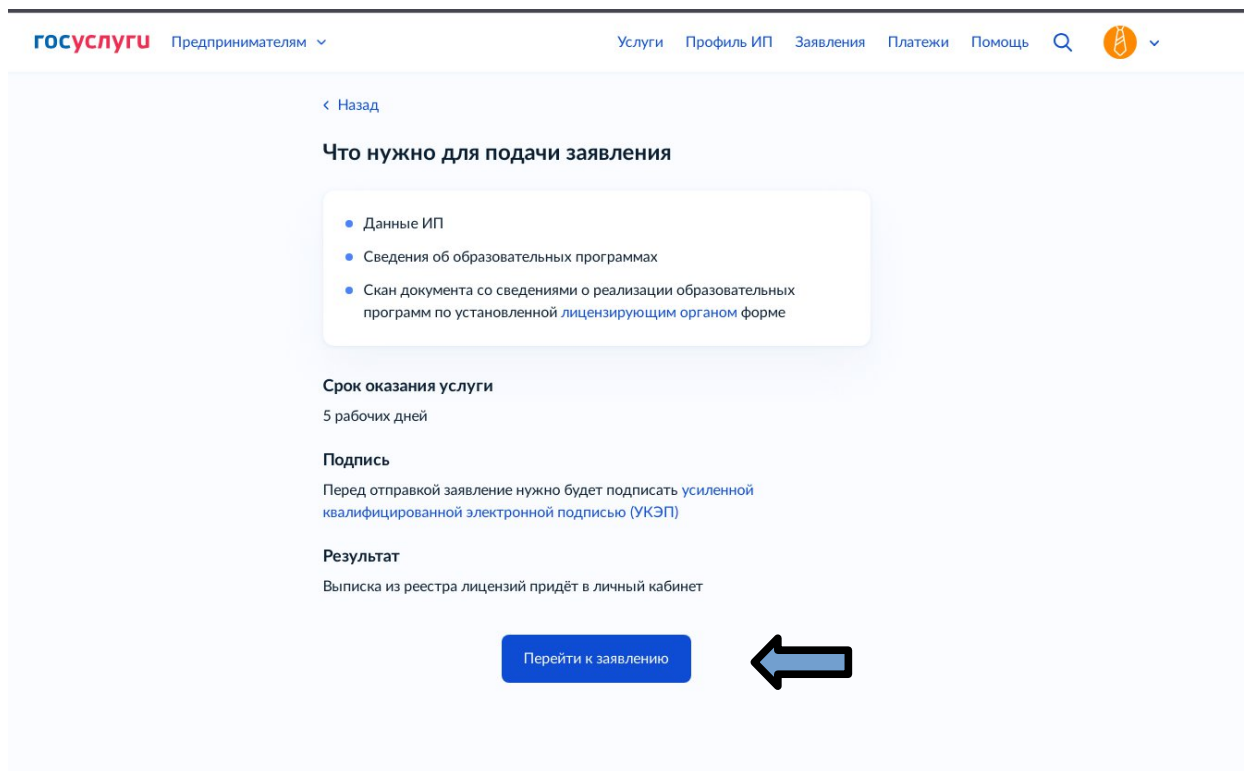 госуслуги Предпринимателям Услуги Профиль ИП Заявления Платежи Помощь
Назад
Что нужно для подачи заявления
Данные ИП
Сведения об образовательных программах
Скан документа со сведениями о реализации образовательных
программ по установленной лицензирующим органом форме
Срок оказания услуги
5 рабочих дней
Подпись
Перед отправкой заявление нужно будет подписать усиленной
квалифицированной электронной подписью (УКЭП)
Результат
Выписка из реестра лицензий придёт в личный кабинет
Перейти к заявлению